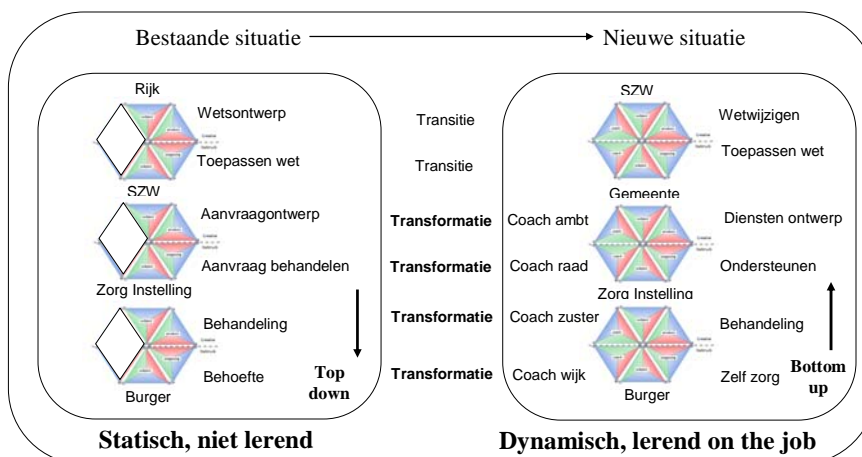 Bestaande situatie
Nieuwe situatie
Rijk
Wetsontwerp
Toepassen wet
SZW
Aanvraagontwerp
Aanvraag behandelen
Zorg Instelling
Behandeling
Behoefte
Burger
Top
down
Statisch, niet lerend
Transitie
Transitie
Transformatie
Coach ambt
Transformatie
Coach raad
Transformatie
Coach zuster
Transformatie
Coach wijk
SZW
Wetwijzigen
Toepassen wet
Gemeente
Diensten ontwerp
Ondersteunen
Zorg Instelling
Behandeling
Zelf zorg
Burger
Bottom
up
Dynamisch, lerend on the job